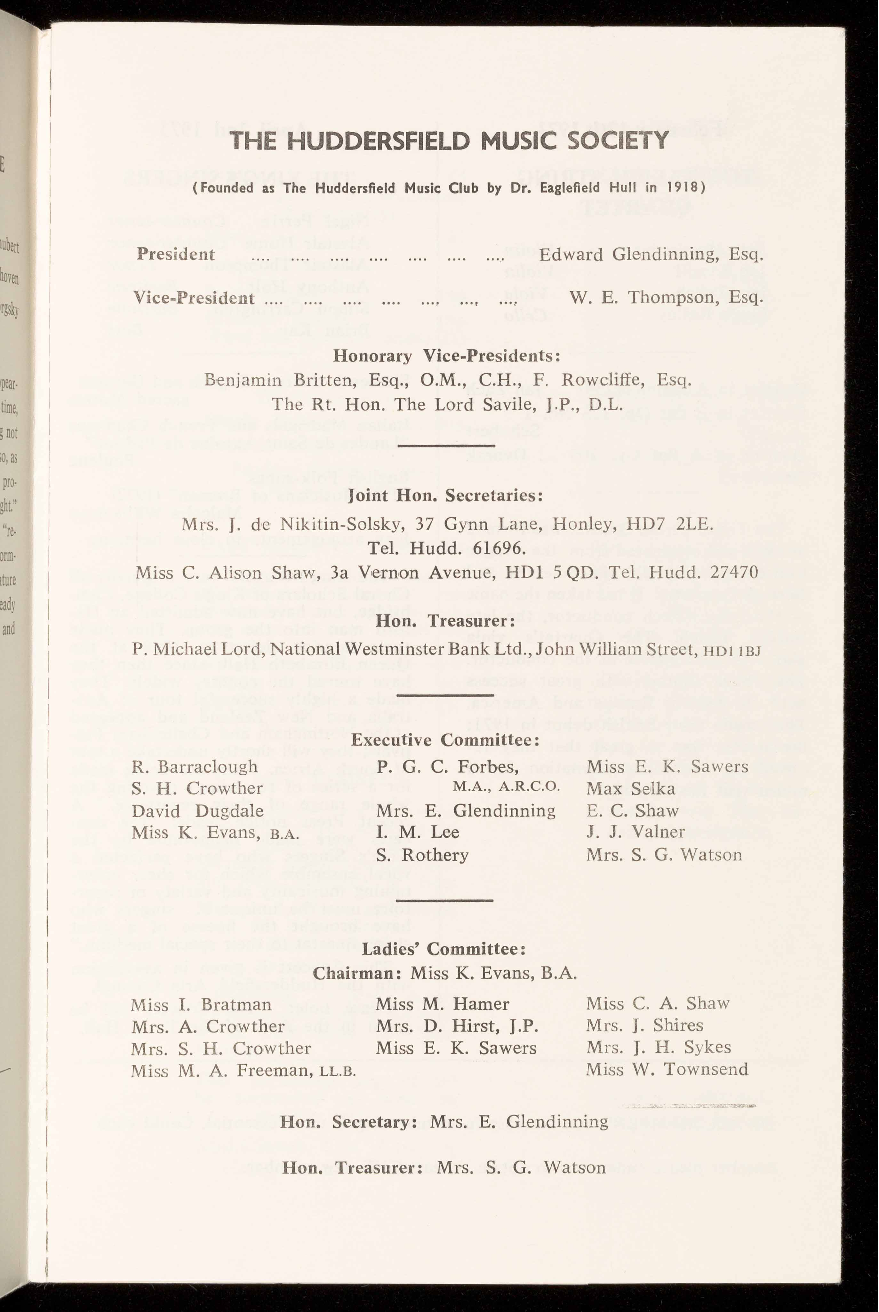 THE HUDDERSFIELD MUSIC SOCIETY
(Founded as The Huddersfield Music Club by Dr. Eaglefield Hull in 1918)
President .... .... .... .... .... .... .... Edward Glendinning, Esq.
Vice-President .... .... .... .... ...., ..., ..., W. E. Thompson, Esq.
Honorary Vice-Presidents:
Benjamin Britten, Esq., O.M., C.H., F. Rowcliffe, Esq.
The Rt. Hon. The Lord Savile, J.P., D.L.
Joint Hon. Secretaries:
Mrs. J. de Nikitin-Solsky, 37 Gynn Lane, Honley, HD7 2LE.
Tel. Hudd. 61696.
Miss C. Alison Shaw, 3a Vernon Avenue, HD1 5QD. Tel. Hudd. 27470
Hon. Treasurer:
P. Michael Lord, National Westminster Bank Ltd., John William Street, HD1 1BJ
Executive Committee:
R. Barraclough
S. H. Crowther
David Dugdale
Miss K. Evans, B.A.
P. G. C. Forbes,
M.A., A.R.C.O.
Mrs. E. Glendinning
I. M. Lee
S. Rothery
Miss E. K. Sawers
Max Selka
E. C. Shaw
J. J. Valner
Mrs. S. G. Watson
Ladies' Committee:
Chairman: Miss K. Evans, B.A.
Miss I. Bratman
Mrs. A. Crowther
Mrs. S. H. Crowther
Miss M. A. Freeman, LL.B.
Miss M. Hamer
Mrs. D. Hirst, J.P.
Miss E. K. Sawers
Miss C. A. Shaw
Mrs. J. Shires
Mrs. J. H. Sykes
Miss W. Townsend
Hon. Secretary: Mrs. E. Glendinning
Hon. Treasurer: Mrs. S. G. Watson